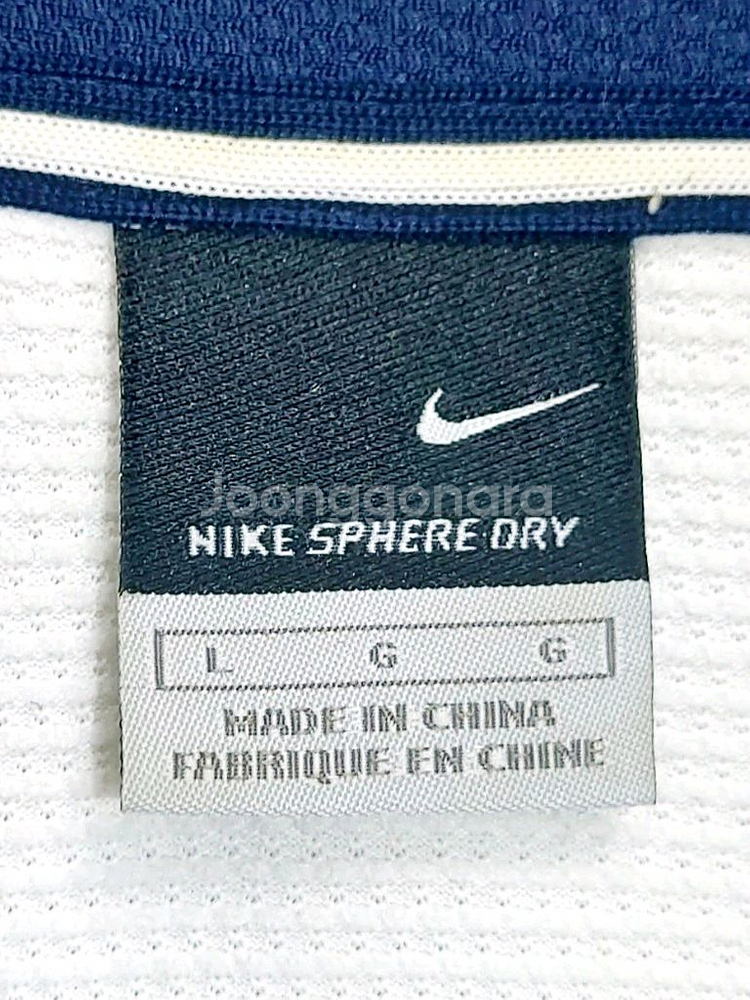 Joonggonara
NIKE SPHERE DRY
L G G
MADE IN CHINA
FABRIQUE EN CHINE